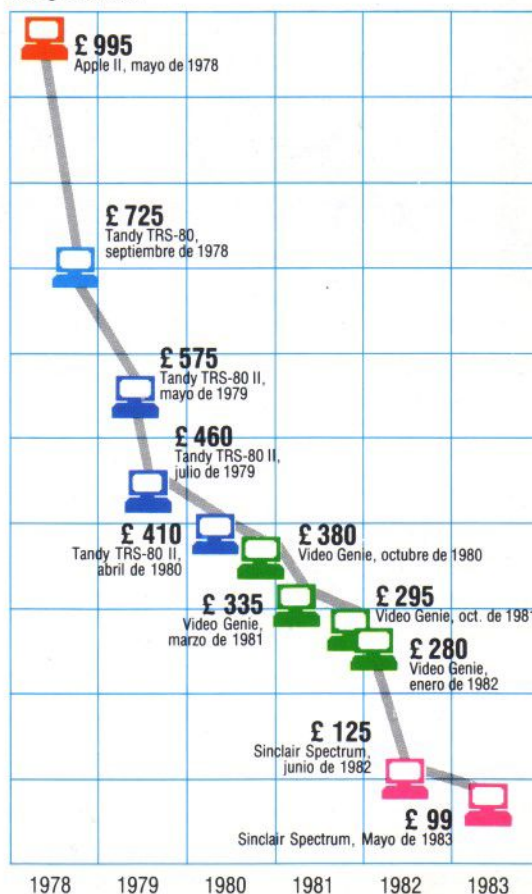 £ 995
Apple II, mayo de 1978
£ 725
Tandy TRS-80,
septiembre de 1978
£ 575
Tandy TRS-80 II,
mayo de 1979
£ 460
Tandy TRS-80 II,
julio de 1979
£ 410
Tandy TRS-80 II,
abril de 1980
£ 380
Video Genie, octubre de 1980
£ 335
Video Genie,
marzo de 1981
£ 295
Video Genie, oct. de 1981
£ 280
Video Genie,
enero de 1982
£ 125
Sinclair Spectrum,
junio de 1982
£ 99
Sinclair Spectrum, Mayo de 1983
1978 1979 1980 1981 1982 1983